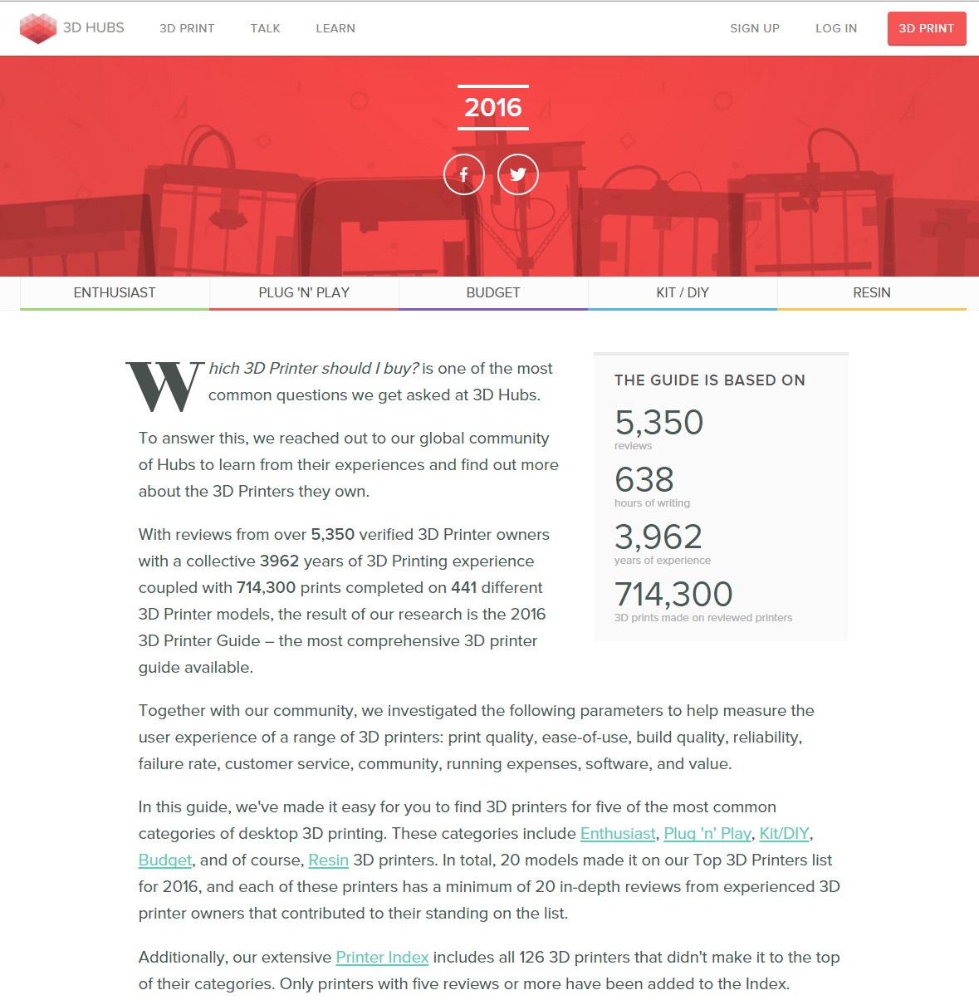 3D HUBS
3D PRINT
TALK
LEARN
SIGN UP
LOG IN
3D PRINT
2016
ENTHUSIAST
PLUG 'N' PLAY
BUDGET
KIT / DIY
RESIN
Which 3D Printer should I buy? is one of the most
common questions we get asked at 3D Hubs.
To answer this, we reached out to our global community
of Hubs to learn from their experiences and find out more
about the 3D Printers they own.
With reviews from over 5,350 verified 3D Printer owners
with a collective 3962 years of 3D Printing experience
coupled with 714,300 prints completed on 441 different
3D Printer models, the result of our research is the 2016
3D Printer Guide – the most comprehensive 3D printer
guide available.
THE GUIDE IS BASED ON
5,350
reviews
638
hours of writing
3,962
years of experience
714,300
3D prints made on reviewed printers
Together with our community, we investigated the following parameters to help measure the
user experience of a range of 3D printers: print quality, ease-of-use, build quality, reliability,
failure rate, customer service, community, running expenses, software, and value.
In this guide, we've made it easy for you to find 3D printers for five of the most common
categories of desktop 3D printing. These categories include Enthusiast, Plug 'n' Play, Kit/DIY,
Budget, and of course, Resin 3D printers. In total, 20 models made it on our Top 3D Printers list
for 2016, and each of these printers has a minimum of 20 in-depth reviews from experienced 3D
printer owners that contributed to their standing on the list.
Additionally, our extensive Printer Index includes all 126 3D printers that didn't make it to the top
of their categories. Only printers with five reviews or more have been added to the Index.